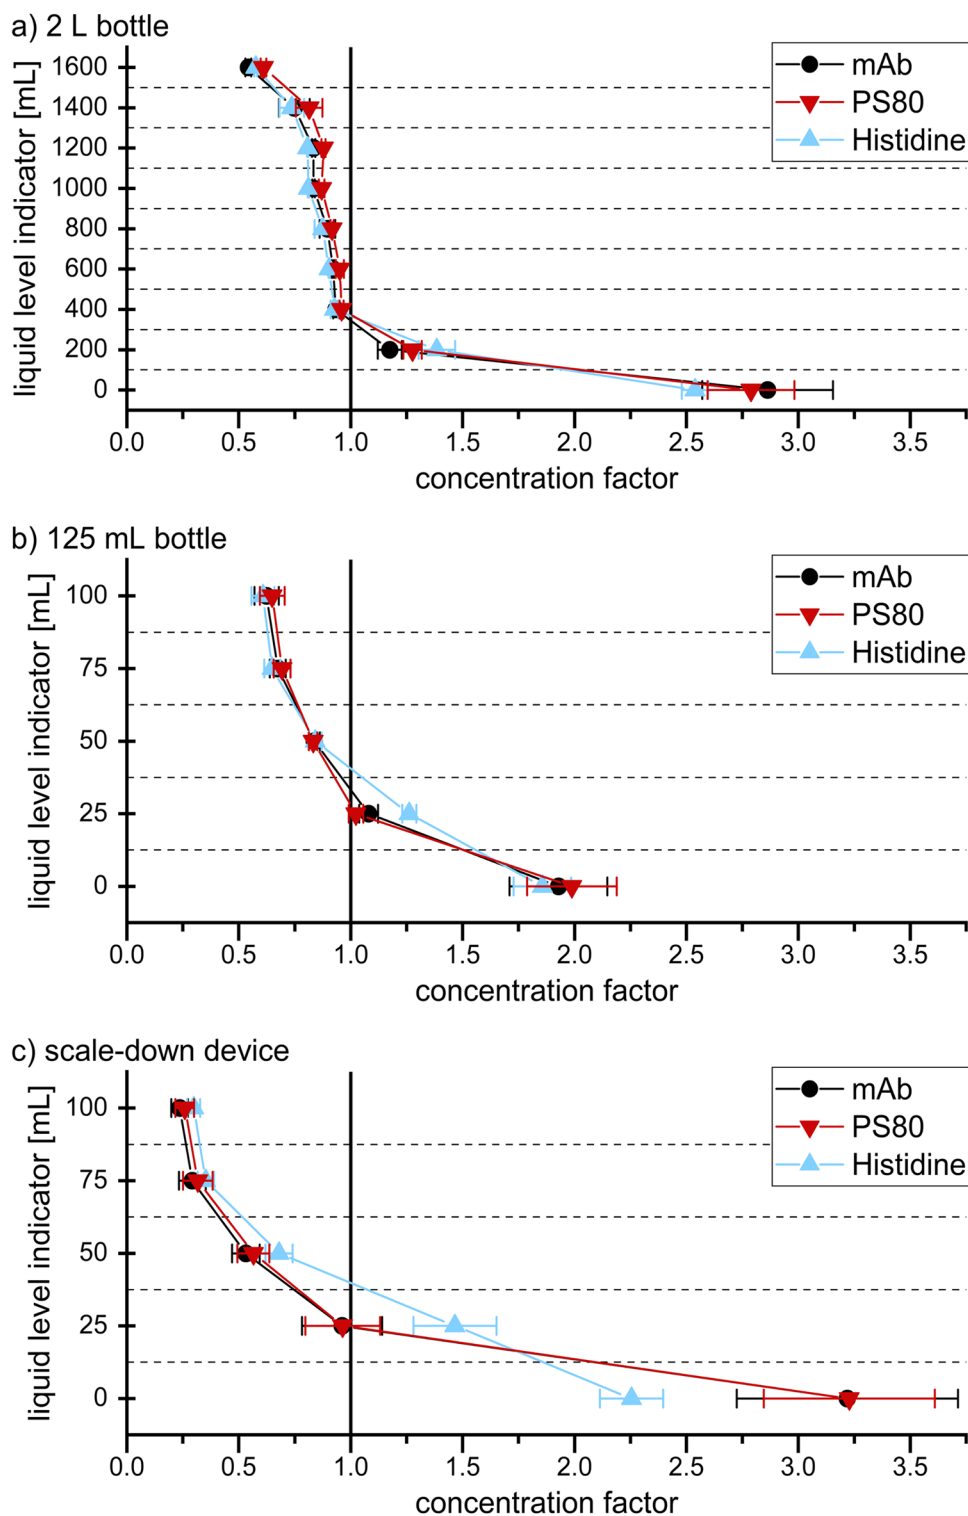 a) 2 L bottle
liquid level indicator [mL]
1600
1400
1200
1000
800
600
400
200
0
mAb
PS80
Histidine
0.0 0.5 1.0 1.5 2.0 2.5 3.0 3.5
concentration factor
b) 125 mL bottle
liquid level indicator [mL]
100
75
50
25
0
mAb
PS80
Histidine
0.0 0.5 1.0 1.5 2.0 2.5 3.0 3.5
concentration factor
c) scale-down device
liquid level indicator [mL]
100
75
50
25
0
mAb
PS80
Histidine
0.0 0.5 1.0 1.5 2.0 2.5 3.0 3.5
concentration factor